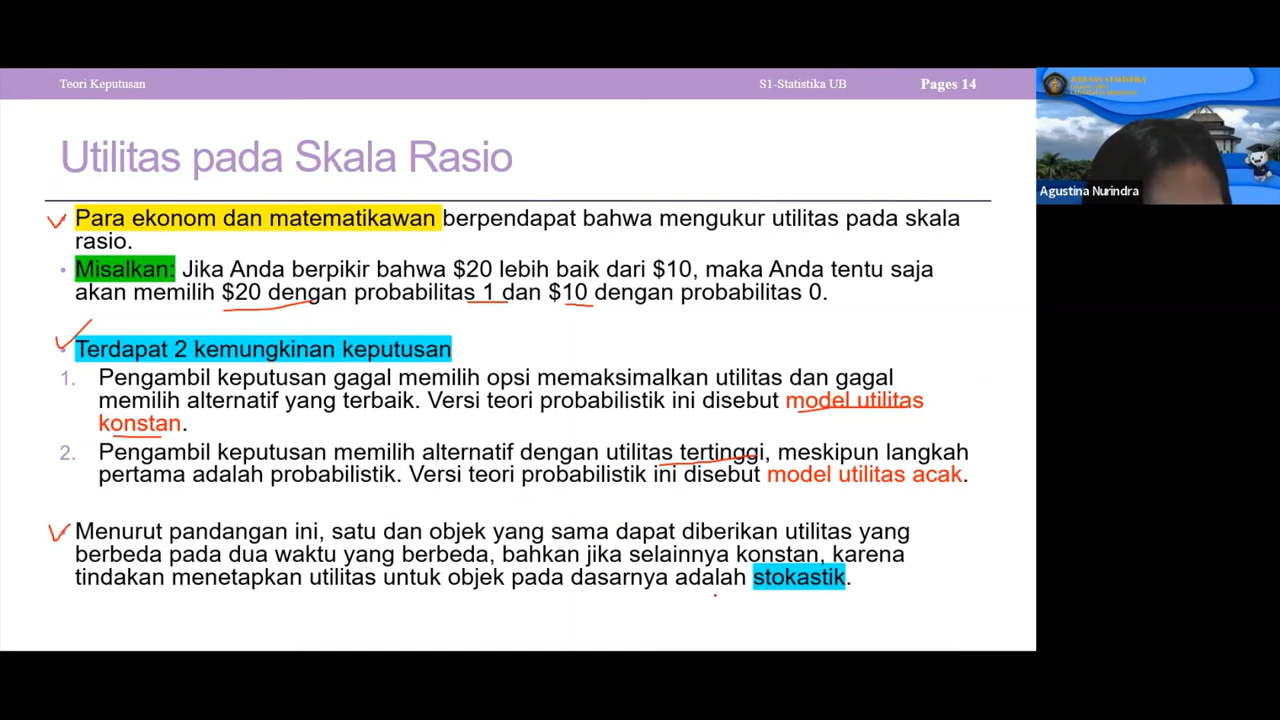 Teori Keputusan
S1-Statistika UB
Pages 14
Utilitas pada Skala Rasio
Para ekonom dan matematikawan berpendapat bahwa mengukur utilitas pada skala
rasio.
• Misalkan: Jika Anda berpikir bahwa $20 lebih baik dari $10, maka Anda tentu saja
akan memilih $20 dengan probabilitas 1 dan $10 dengan probabilitas 0.
• Terdapat 2 kemungkinan keputusan
1. Pengambil keputusan gagal memilih opsi memaksimalkan utilitas dan gagal
memilih alternatif yang terbaik. Versi teori probabilistik ini disebut model utilitas
konstan.
2. Pengambil keputusan memilih alternatif dengan utilitas tertinggi, meskipun langkah
pertama adalah probabilistik. Versi teori probabilistik ini disebut model utilitas acak.
Menurut pandangan ini, satu dan objek yang sama dapat diberikan utilitas yang
berbeda pada dua waktu yang berbeda, bahkan jika selainnya konstan, karena
tindakan menetapkan utilitas untuk objek pada dasarnya adalah stokastik.
JURUSAN STATISTIKA
Agustina Nurindra